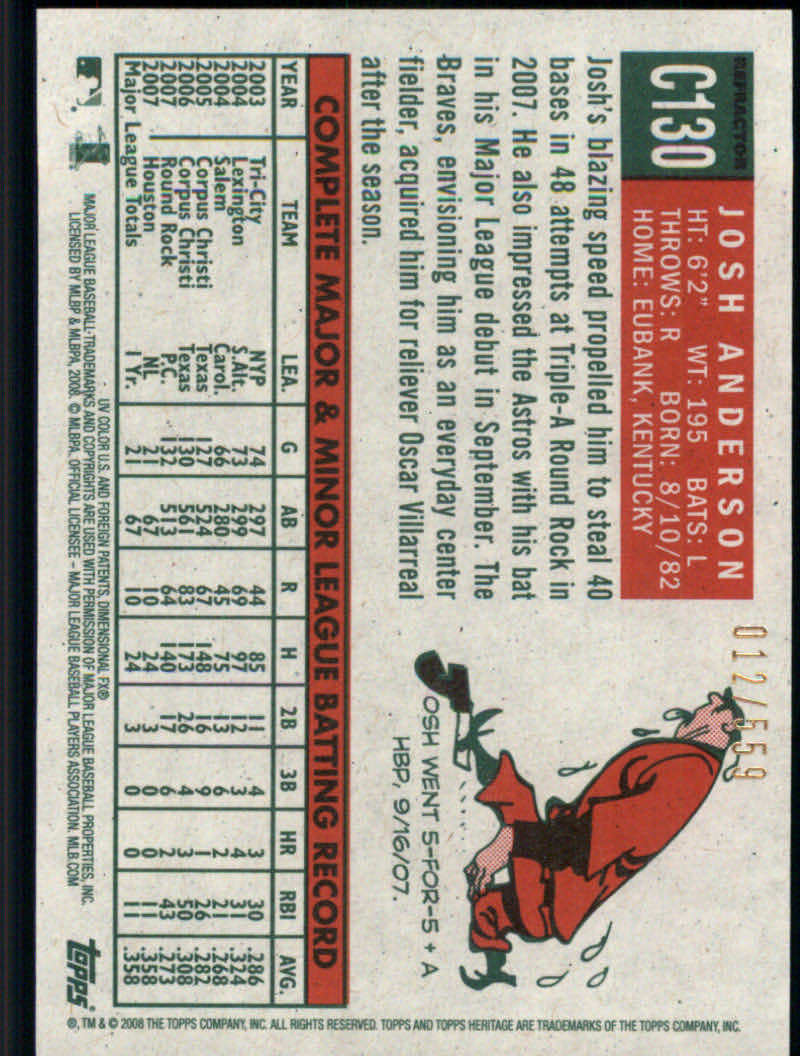 REFRACTOR
C130
JOSH ANDERSON
HT: 6'2" WT: 195 BATS: L
THROWS: R BORN: 8/10/82
HOME: EUBANK, KENTUCKY
012/559
Josh's blazing speed propelled him to steal 40
bases in 48 attempts at Triple-A Round Rock in
2007. He also impressed the Astros with his bat
in his Major League debut in September. The
Braves, envisioning him as an everyday center
fielder, acquired him for reliever Oscar Villarreal
after the season.
OSH WENT 5-FOR-5 + A
HBP, 9/16/07.
COMPLETE MAJOR & MINOR LEAGUE BATTING RECORD
YEAR TEAM LEA. G AB R H 2B 3B HR RBI AVG.
2003 Tri-City NYP 74 297 44 85 11 4 3 30 .286
2004 Lexington S.Atl. 73 299 69 97 12 3 4 31 .324
2004 Salem Carol. 66 280 45 75 13 6 2 21 .268
2005 Corpus Christi Texas 127 524 67 148 16 9 1 26 .282
2006 Corpus Christi Texas 130 561 83 173 26 4 3 50 .308
2007 Round Rock P.C. 132 513 64 140 17 6 2 43 .273
2007 Houston NL 21 67 10 24 3 0 0 11 .358
Major League Totals 1 Yr. 21 67 10 24 3 0 0 11 .358
UV COLOR U.S. AND FOREIGN PATENTS, DIMENSIONAL FX®
MAJOR LEAGUE BASEBALL TRADEMARKS AND COPYRIGHTS ARE USED WITH PERMISSION OF MAJOR LEAGUE BASEBALL PROPERTIES, INC.
LICENSED BY MLBP & MLBPA, 2008. © MLBPA. OFFICIAL LICENSEE - MAJOR LEAGUE BASEBALL PLAYERS ASSOCIATION. MLB.COM
topps®
®, TM & © 2008 THE TOPPS COMPANY, INC. ALL RIGHTS RESERVED. TOPPS AND TOPPS HERITAGE ARE TRADEMARKS OF THE TOPPS COMPANY, INC.